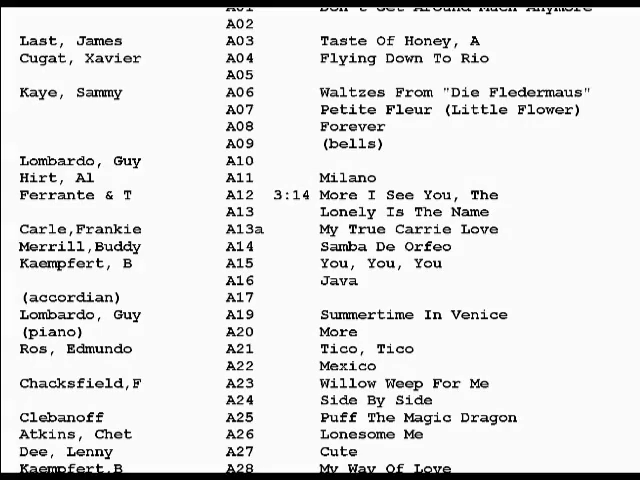 A01 Don't Get Around Much Anymore
A02
Last, James A03 Taste Of Honey, A
Cugat, Xavier A04 Flying Down To Rio
A05
Kaye, Sammy A06 Waltzes From "Die Fledermaus"
A07 Petite Fleur (Little Flower)
A08 Forever
A09 (bells)
Lombardo, Guy A10
Hirt, Al A11 Milano
Ferrante & T A12 3:14 More I See You, The
A13 Lonely Is The Name
Carle,Frankie A13a My True Carrie Love
Merrill,Buddy A14 Samba De Orfeo
Kaempfert, B A15 You, You, You
A16 Java
(accordian) A17
Lombardo, Guy A19 Summertime In Venice
(piano) A20 More
Ros, Edmundo A21 Tico, Tico
A22 Mexico
Chacksfield,F A23 Willow Weep For Me
A24 Side By Side
Clebanoff A25 Puff The Magic Dragon
Atkins, Chet A26 Lonesome Me
Dee, Lenny A27 Cute
Kaempfert,B A28 My Way Of Love